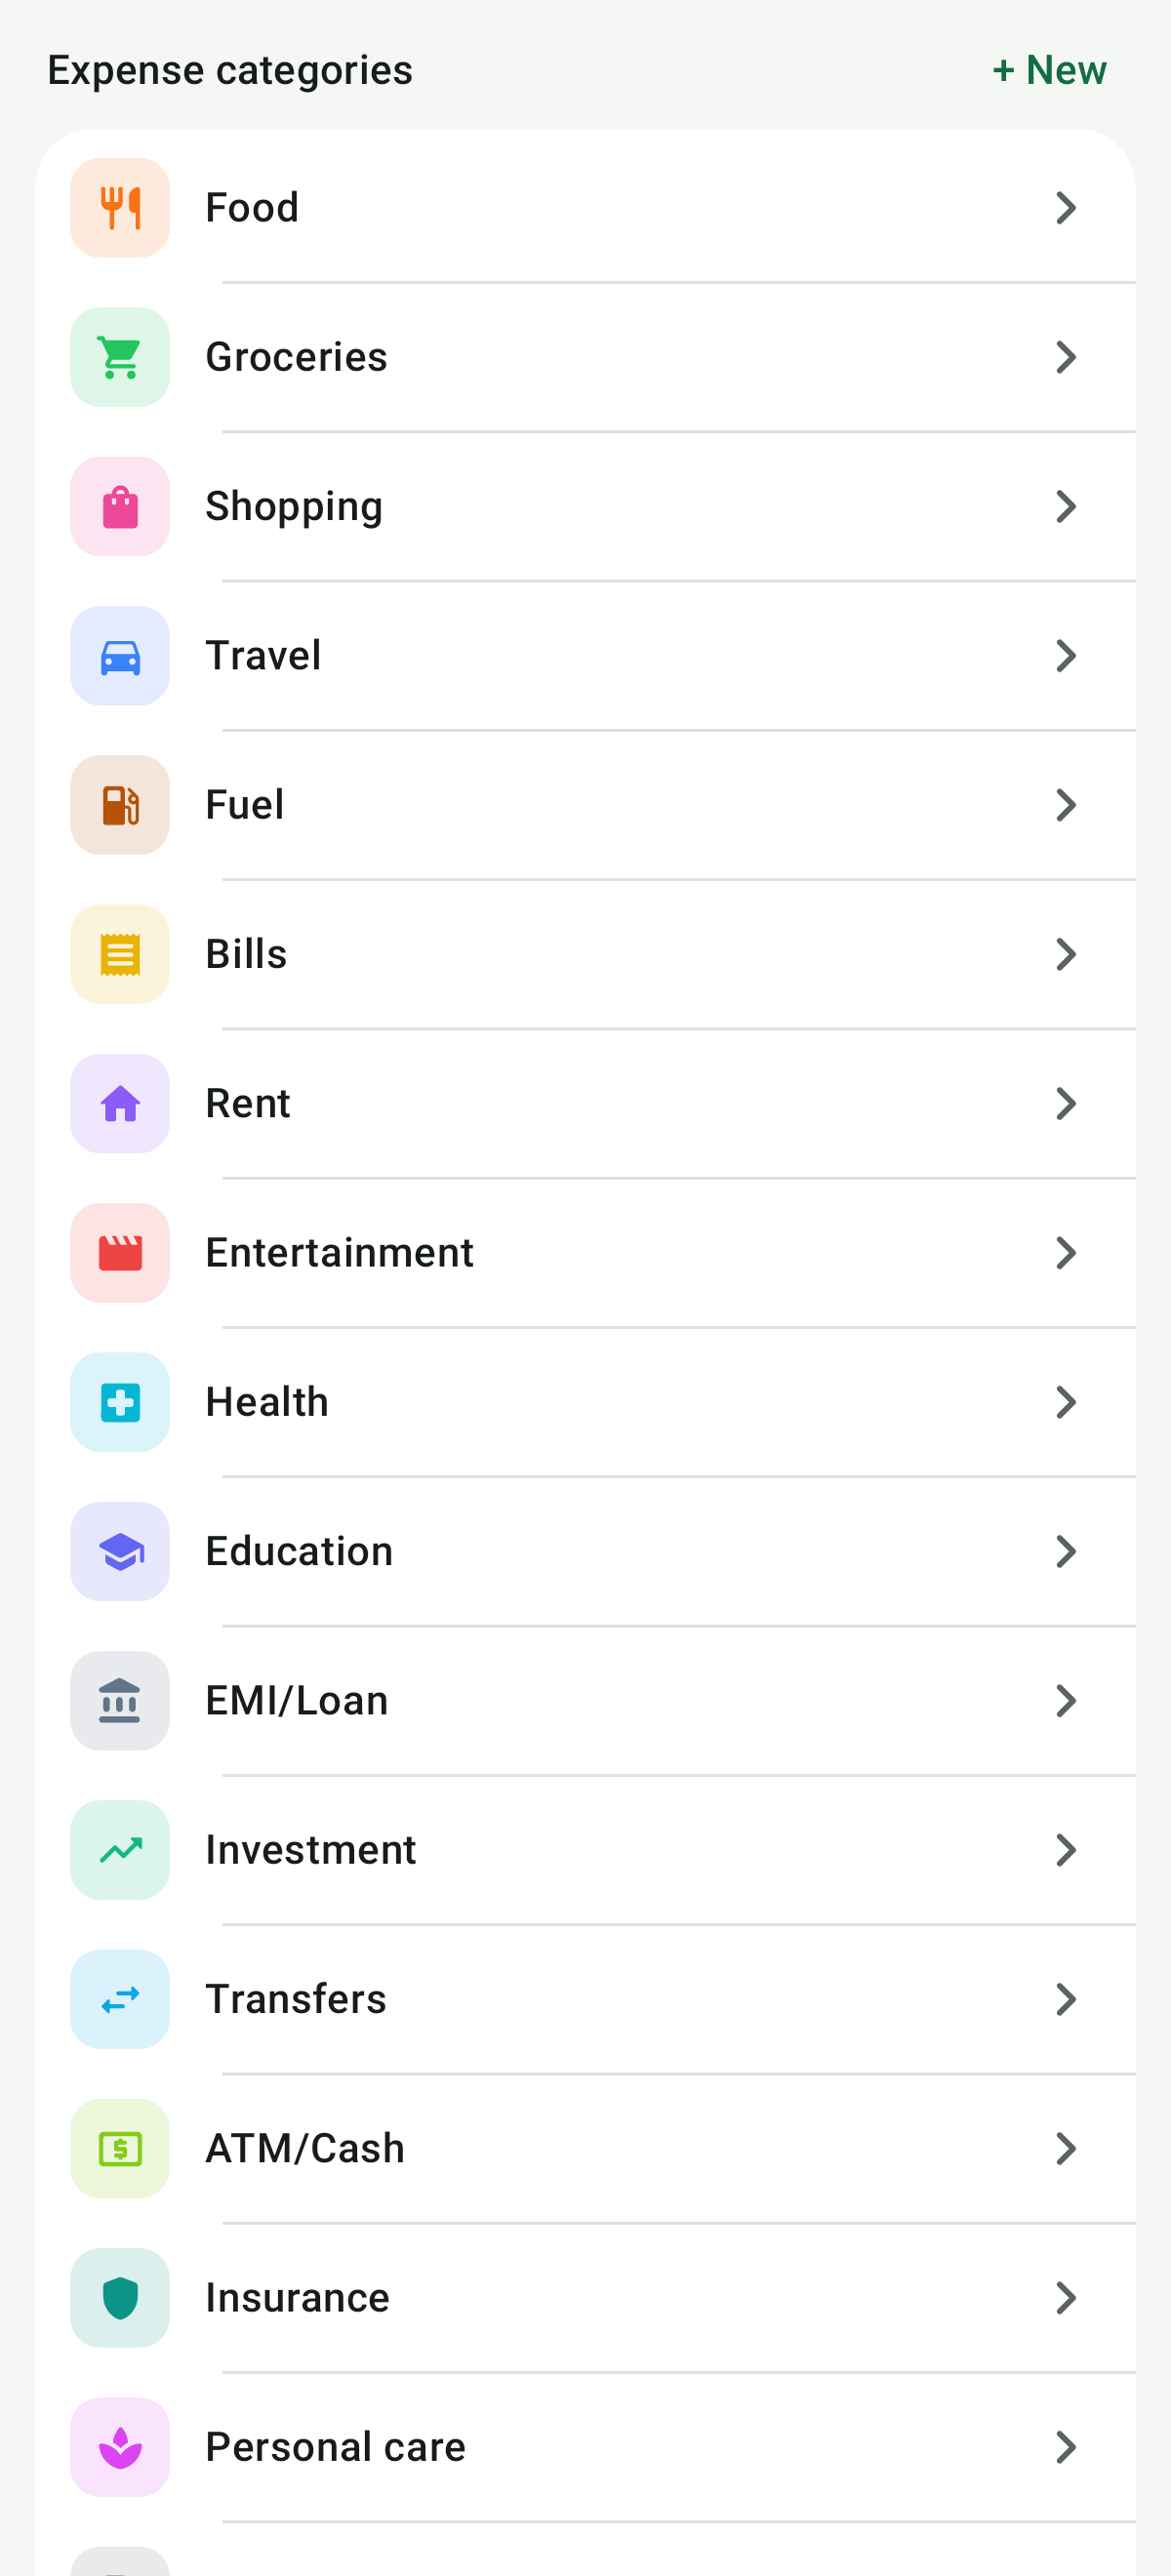 Expense categories
+ New
Food
Groceries
Shopping
Travel
Fuel
Bills
Rent
Entertainment
Health
Education
EMI/Loan
Investment
Transfers
ATM/Cash
Insurance
Personal care